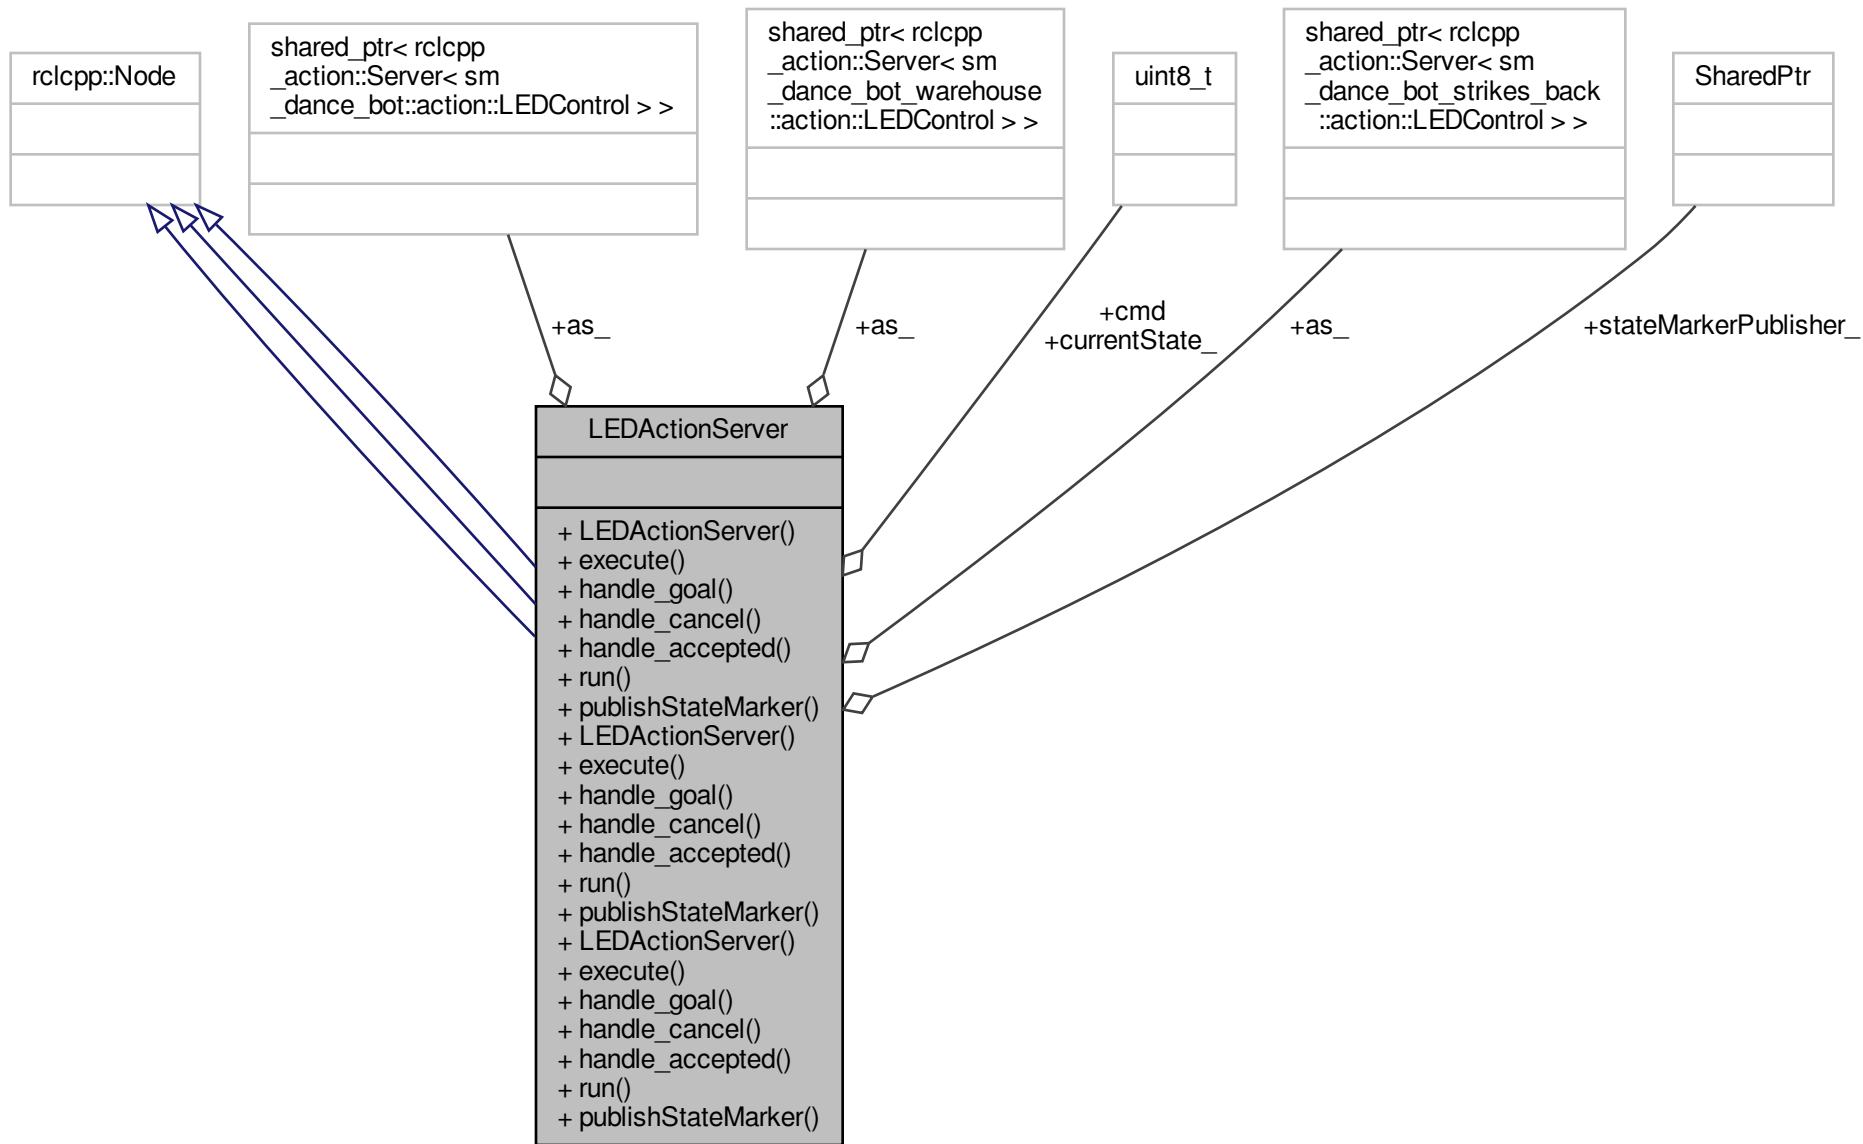 rclcpp::Node
shared_ptr< rclcpp
_action::Server< sm
_dance_bot::action::LEDControl > >
shared_ptr< rclcpp
_action::Server< sm
_dance_bot_warehouse
::action::LEDControl > >
uint8_t
shared_ptr< rclcpp
_action::Server< sm
_dance_bot_strikes_back
::action::LEDControl > >
SharedPtr
+as_
+as_
+cmd
+currentState_
+as_
+stateMarkerPublisher_
LEDActionServer
+ LEDActionServer()
+ execute()
+ handle_goal()
+ handle_cancel()
+ handle_accepted()
+ run()
+ publishStateMarker()
+ LEDActionServer()
+ execute()
+ handle_goal()
+ handle_cancel()
+ handle_accepted()
+ run()
+ publishStateMarker()
+ LEDActionServer()
+ execute()
+ handle_goal()
+ handle_cancel()
+ handle_accepted()
+ run()
+ publishStateMarker()